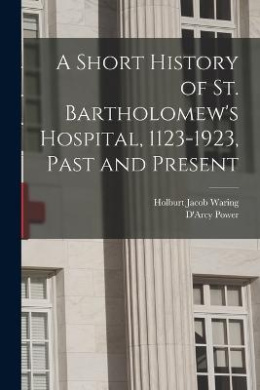 A Short History
of St.
Bartholomew's
Hospital, 1123-1923,
Past and Present
Holburt Jacob Waring
D'Arcy Power